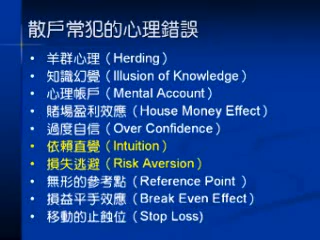 散戶常犯的心理錯誤
• 羊群心理（Herding）
• 知識幻覺（Illusion of Knowledge）
• 心理帳戶（Mental Account）
• 賭場盈利效應（House Money Effect）
• 過度自信（Over Confidence）
• 依賴直覺（Intuition）
• 損失逃避（Risk Aversion）
• 無形的參考點（Reference Point ）
• 損益平手效應（Break Even Effect）
• 移動的止蝕位（Stop Loss)